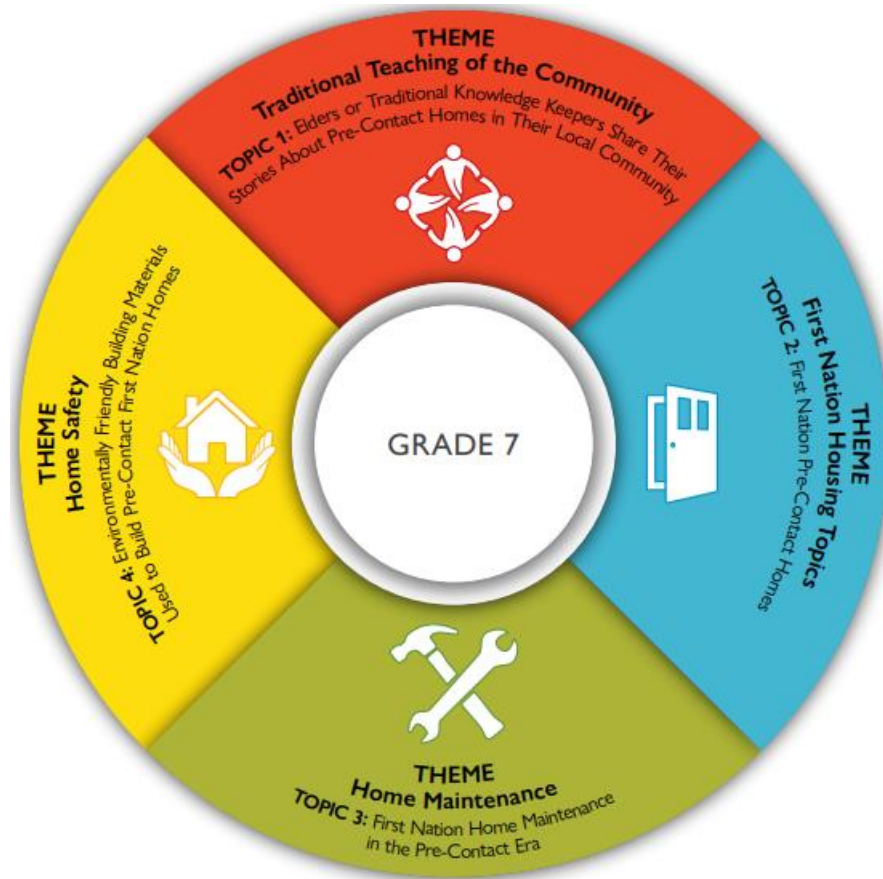 THEME
Traditional Teaching of the Community
TOPIC 1: Elders or Traditional Knowledge Keepers Share Their
Stories About Pre-Contact Homes in Their Local Community
THEME
First Nation Housing Topics
TOPIC 2: First Nation Pre-Contact Homes
THEME
Home Maintenance
TOPIC 3: First Nation Home Maintenance
in the Pre-Contact Era
THEME
Home Safety
TOPIC 4: Environmentally Friendly Building Materials
Used to Build Pre-Contact First Nation Homes
GRADE 7